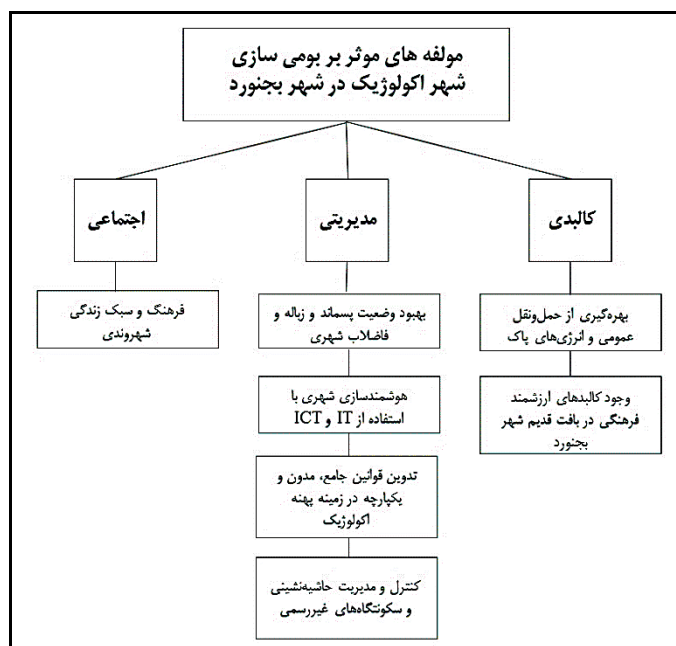 مولفه های موثر بر بومی سازی
شهر اکولوژیک در شهر بجنورد
کالبدی
مدیریتی
اجتماعی
بهره‌گیری از حمل‌ونقل
عمومی و انرژی‌های پاک
وجود کالبدهای ارزشمند
فرهنگی در بافت قدیم شهر
بجنورد
بهبود وضعیت پسماند و زباله و
فاضلاب شهری
هوشمندسازی شهری با
استفاده از IT و ICT
تدوین قوانین جامع، مدون و
یکپارچه در زمینه پهنه
اکولوژیک
کنترل و مدیریت حاشیه‌نشینی
و سکونتگاه‌های غیررسمی
فرهنگ و سبک زندگی
شهروندی